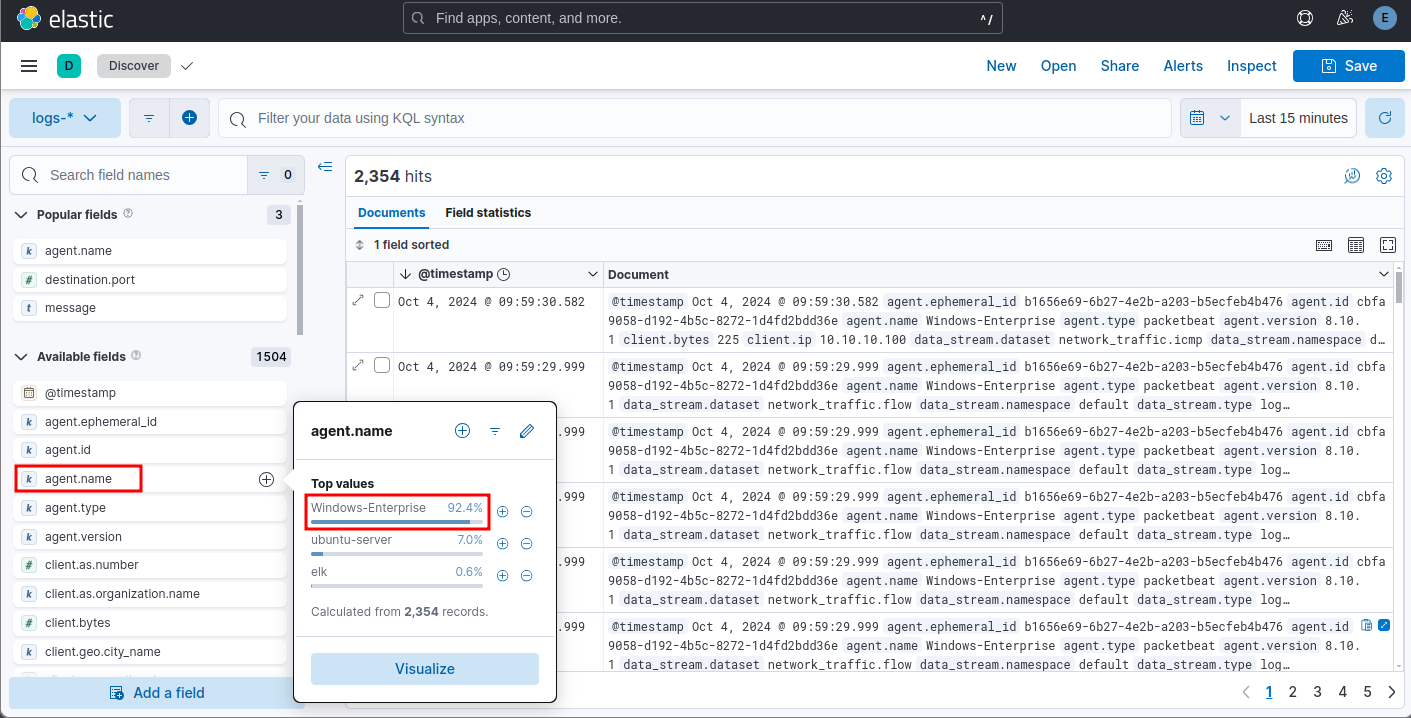 elastic
Find apps, content, and more.
^/
E
D
Discover
New
Open
Share
Alerts
Inspect
Save
logs-*
Filter your data using KQL syntax
Last 15 minutes
Search field names
0
Popular fields
3
agent.name
destination.port
message
Available fields
1504
@timestamp
agent.ephemeral_id
agent.id
agent.name
agent.type
agent.version
client.as.number
client.as.organization.name
client.bytes
client.geo.city_name
Add a field
agent.name
Top values
Windows-Enterprise 92.4%
ubuntu-server 7.0%
elk 0.6%
Calculated from 2,354 records.
Visualize
2,354 hits
Documents
Field statistics
1 field sorted
@timestamp
Document
Oct 4, 2024 @ 09:59:30.582
@timestamp Oct 4, 2024 @ 09:59:30.582 agent.ephemeral_id b1656e69-6b27-4e2b-a203-b5ecfeb4b476 agent.id cbfa
9058-d192-4b5c-8272-1d4fd2bdd36e agent.name Windows-Enterprise agent.type packetbeat agent.version 8.10.
1 client.bytes 225 client.ip 10.10.10.100 data_stream.dataset network_traffic.icmp data_stream.namespace d…
Oct 4, 2024 @ 09:59:29.999
@timestamp Oct 4, 2024 @ 09:59:29.999 agent.ephemeral_id b1656e69-6b27-4e2b-a203-b5ecfeb4b476 agent.id cbfa
9058-d192-4b5c-8272-1d4fd2bdd36e agent.name Windows-Enterprise agent.type packetbeat agent.version 8.10.
1 data_stream.dataset network_traffic.flow data_stream.namespace default data_stream.type log…
.999
@timestamp Oct 4, 2024 @ 09:59:29.999 agent.ephemeral_id b1656e69-6b27-4e2b-a203-b5ecfeb4b476 agent.id cbfa
9058-d192-4b5c-8272-1d4fd2bdd36e agent.name Windows-Enterprise agent.type packetbeat agent.version 8.10.
1 data_stream.dataset network_traffic.flow data_stream.namespace default data_stream.type log…
.999
@timestamp Oct 4, 2024 @ 09:59:29.999 agent.ephemeral_id b1656e69-6b27-4e2b-a203-b5ecfeb4b476 agent.id cbfa
9058-d192-4b5c-8272-1d4fd2bdd36e agent.name Windows-Enterprise agent.type packetbeat agent.version 8.10.
1 data_stream.dataset network_traffic.flow data_stream.namespace default data_stream.type log…
.999
@timestamp Oct 4, 2024 @ 09:59:29.999 agent.ephemeral_id b1656e69-6b27-4e2b-a203-b5ecfeb4b476 agent.id cbfa
9058-d192-4b5c-8272-1d4fd2bdd36e agent.name Windows-Enterprise agent.type packetbeat agent.version 8.10.
1 data_stream.dataset network_traffic.flow data_stream.namespace default data_stream.type log…
.999
@timestamp Oct 4, 2024 @ 09:59:29.999 agent.ephemeral_id b1656e69-6b27-4e2b-a203-b5ecfeb4b476 agent.id
9058-d192-4b5c-8272-1d4fd2bdd36e agent.name Windows-Enterprise agent.type packetbeat agent.version 8.10.
1 data_stream.dataset network_traffic.flow data_stream.namespace default data_stream.type log…
1 2 3 4 5